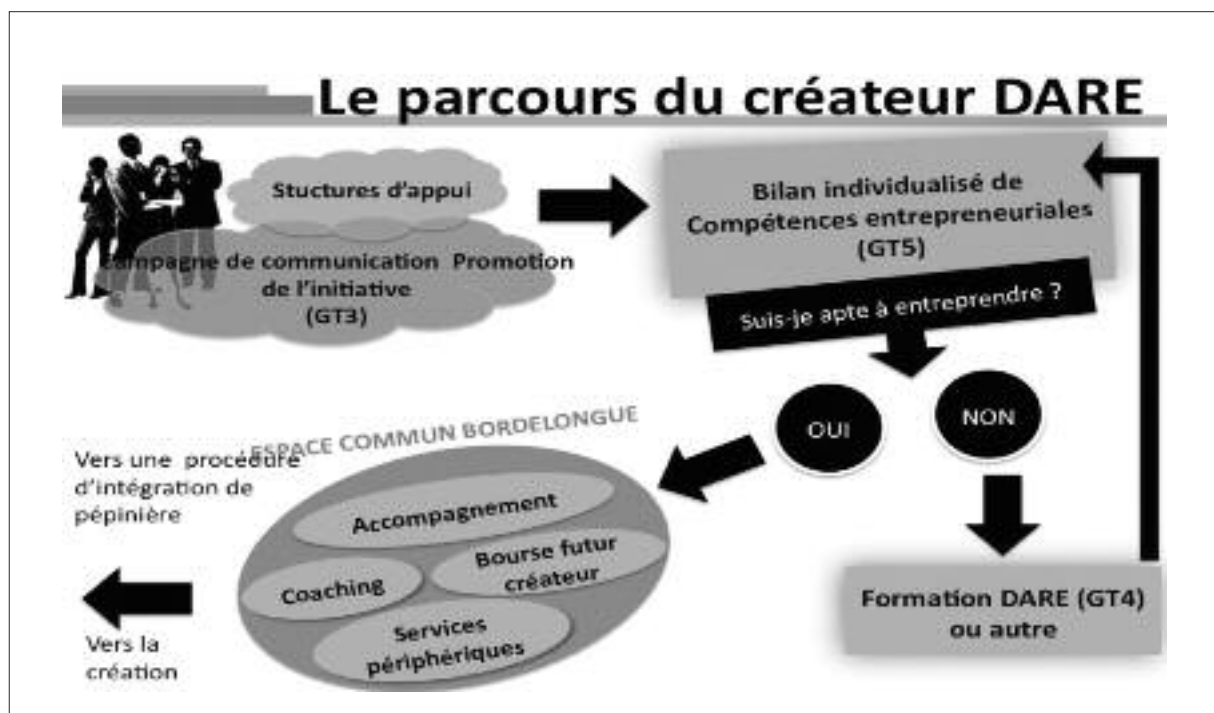 Le parcours du créateur DARE
Stuctures d'appui
Campagne de communication Promotion
de l'initiative
(GT3)
Bilan individualisé de
Compétences entrepreneuriales
(GT5)
Suis-je apte à entreprendre ?
OUI
NON
Formation DARE (GT4)
ou autre
ESPACE COMMUN BORDELONGUE
Accompagnement
Bourse futur
créateur
Coaching
Services
périphériques
Vers une procédure
d'intégration de
pépinière
Vers la
création